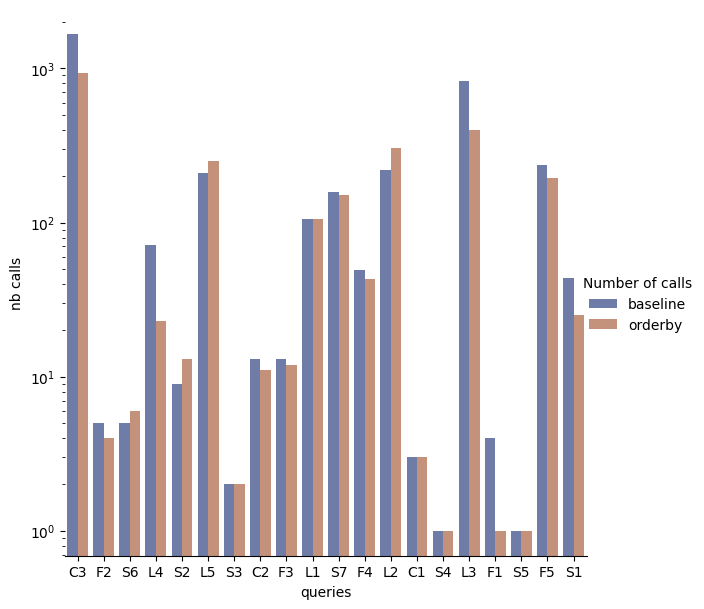 10³
10²
10¹
10⁰
nb calls
C3 F2 S6 L4 S2 L5 S3 C2 F3 L1 S7 F4 L2 C1 S4 L3 F1 S5 F5 S1
queries
Number of calls
baseline
orderby